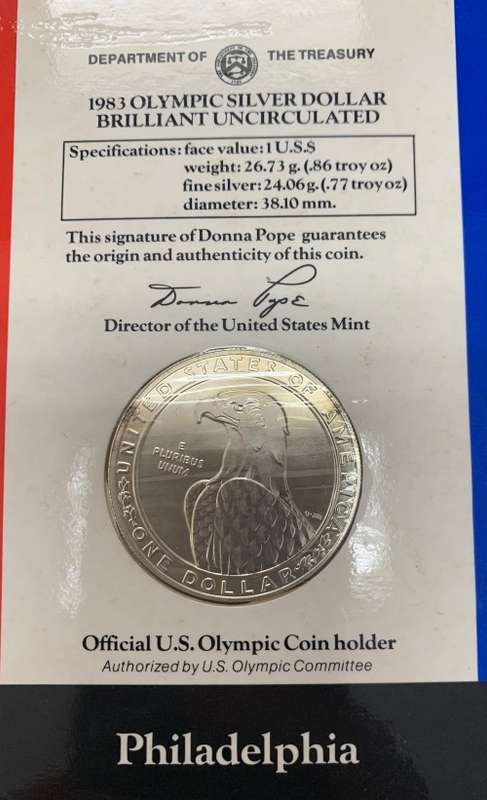 DEPARTMENT OF THE TREASURY
1983 OLYMPIC SILVER DOLLAR
BRILLIANT UNCIRCULATED
Specifications: face value: 1 U.S.$
weight: 26.73 g. (.86 troy oz)
fine silver: 24.06 g. (.77 troy oz)
diameter: 38.10 mm.
This signature of Donna Pope guarantees
the origin and authenticity of this coin.
Donna Pope
Director of the United States Mint
UNITED STATES OF AMERICA
E
PLURIBUS
UNUM
ONE DOLLAR
Official U.S. Olympic Coin holder
Authorized by U.S. Olympic Committee
Philadelphia